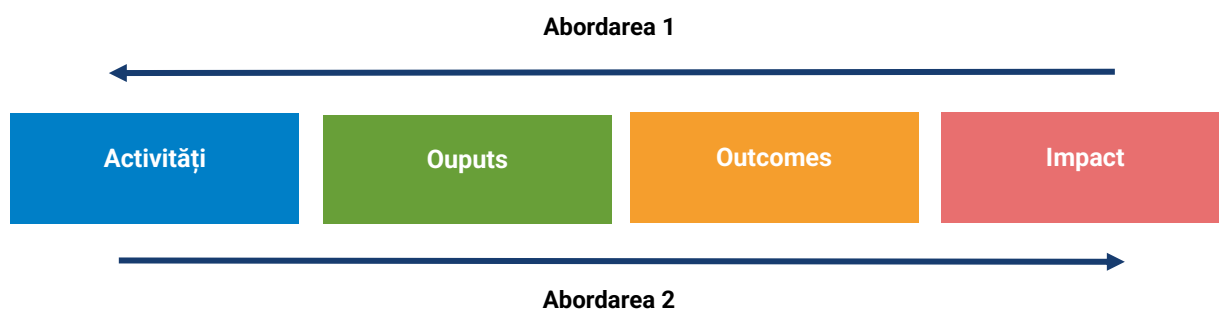 Abordarea 1
Activități
Ouputs
Outcomes
Impact
Abordarea 2